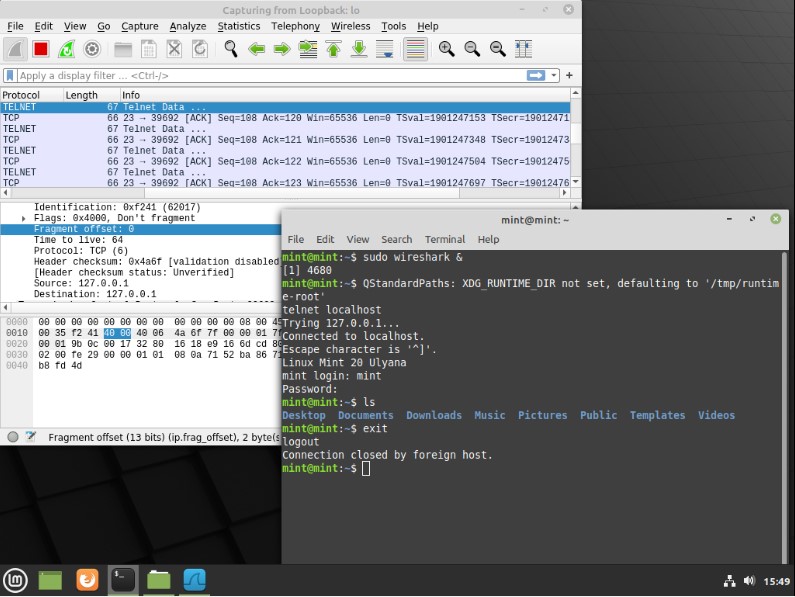 Capturing from Loopback: lo
File Edit View Go Capture Analyze Statistics Telephony Wireless Tools Help
Apply a display filter ... <Ctrl-/>
Protocol Length Info
TELNET 67 Telnet Data ...
TCP 66 23 → 39692 [ACK] Seq=108 Ack=120 Win=65536 Len=0 TSval=1901247153 TSecr=19012471
TELNET 67 Telnet Data ...
TCP 66 23 → 39692 [ACK] Seq=108 Ack=121 Win=65536 Len=0 TSval=1901247348 TSecr=19012473
TELNET 67 Telnet Data ...
TCP 66 23 → 39692 [ACK] Seq=108 Ack=122 Win=65536 Len=0 TSval=1901247504 TSecr=19012475
TELNET 67 Telnet Data ...
TCP 66 23 → 39692 [ACK] Seq=108 Ack=123 Win=65536 Len=0 TSval=1901247697 TSecr=19012476
Identification: 0xf241 (62017)
Flags: 0x4000, Don't fragment
Fragment offset: 0
Time to live: 64
Protocol: TCP (6)
Header checksum: 0x4a6f [validation disabled
[Header checksum status: Unverified]
Source: 127.0.0.1
Destination: 127.0.0.1
0000 00 00 00 00 00 00 00 00 00 00 00 00 08 00 45
0010 00 35 f2 41 40 00 40 06 4a 6f 7f 00 00 01 7f
0020 00 01 9b 0c 00 17 32 80 16 18 e9 16 6d cd 80
0030 02 00 fe 29 00 00 01 01 08 0a 71 52 ba 86 71
0040 b8 fd 4d
Fragment offset (13 bits) (ip.frag_offset), 2 byte(s
mint@mint: ~
File Edit View Search Terminal Help
mint@mint:~$ sudo wireshark &
[1] 4680
mint@mint:~$ QStandardPaths: XDG_RUNTIME_DIR not set, defaulting to '/tmp/runtim
e-root'
telnet localhost
Trying 127.0.0.1...
Connected to localhost.
Escape character is '^]'.
Linux Mint 20 Ulyana
mint login: mint
Password:
mint@mint:~$ ls
Desktop Documents Downloads Music Pictures Public Templates Videos
mint@mint:~$ exit
logout
Connection closed by foreign host.
mint@mint:~$
15:49